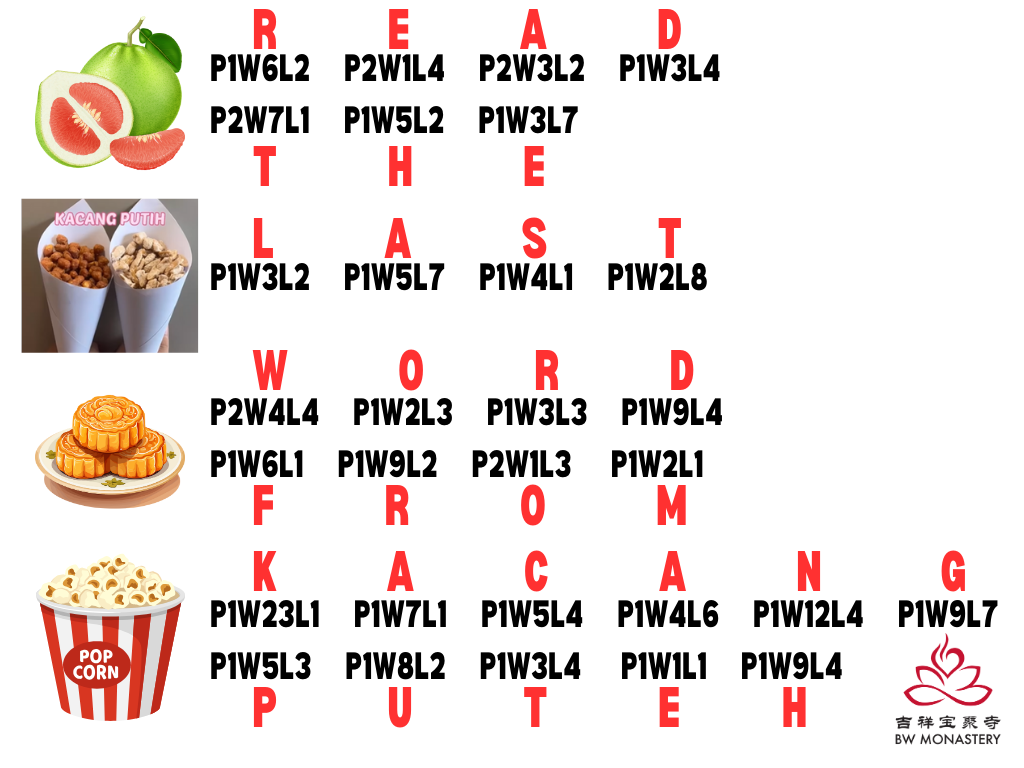 R E A D
P1W6L2 P2W1L4 P2W3L2 P1W3L4
P2W7L1 P1W5L2 P1W3L7
T H E
KACANG PUTIH
L A S T
P1W3L2 P1W5L7 P1W4L1 P1W2L8
W O R D
P2W4L4 P1W2L3 P1W3L3 P1W9L4
P1W6L1 P1W9L2 P2W1L3 P1W2L1
F R O M
K A C A N G
P1W23L1 P1W7L1 P1W5L4 P1W4L6 P1W12L4 P1W9L7
POP
CORN
P1W5L3 P1W8L2 P1W3L4 P1W1L1 P1W9L4
P U T E H
吉祥宝聚寺
BW MONASTERY